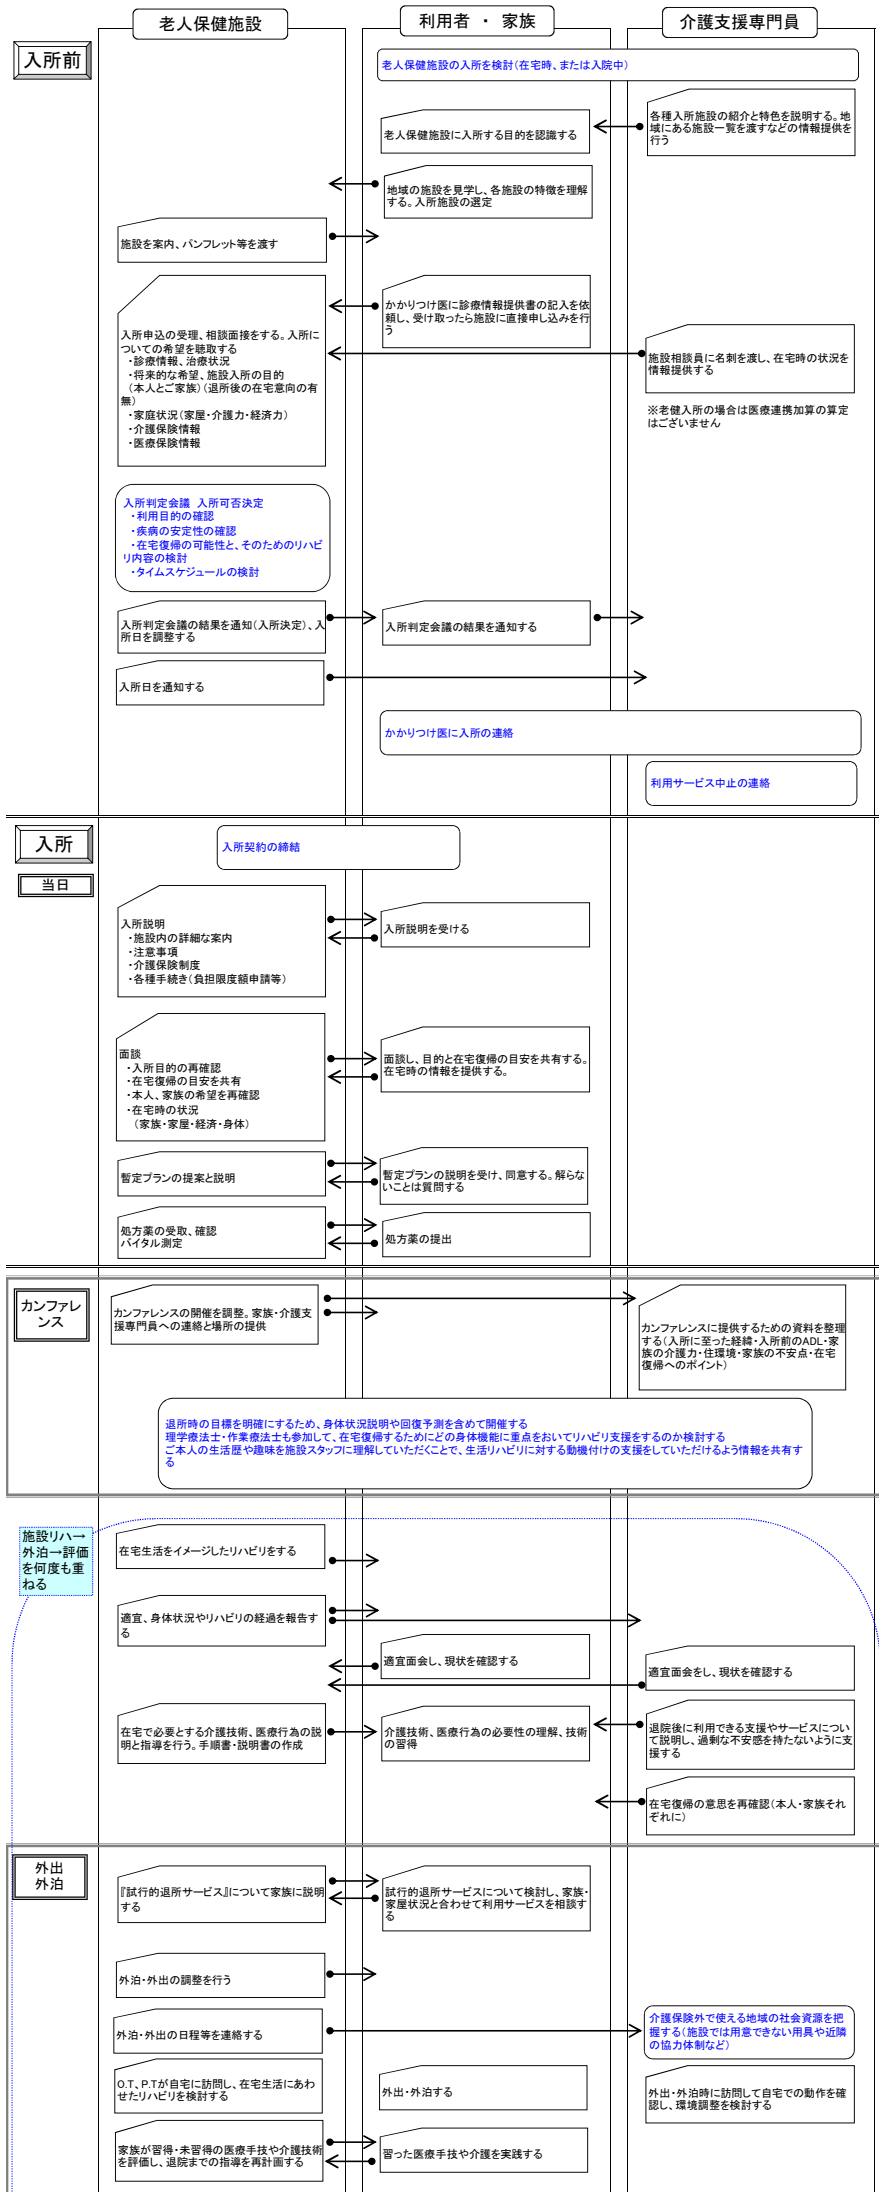 老人保健施設
利用者 ・ 家族
介護支援専門員
入所前
老人保健施設の入所を検討(在宅時、または入院中)
各種入所施設の紹介と特色を説明する。地
域にある施設一覧を渡すなどの情報提供を
行う
老人保健施設に入所する目的を認識する
地域の施設を見学し、各施設の特徴を理解
する。入所施設の選定
施設を案内、パンフレット等を渡す
かかりつけ医に診療情報提供書の記入を依
頼し、受け取ったら施設に直接申し込みを行
う
入所申込の受理、相談面接をする。入所に
ついての希望を聴取する
・診療情報、治療状況
・将来的な希望、施設入所の目的
(本人とご家族)(退所後の在宅意向の有
無)
・家庭状況(家屋・介護力・経済力)
・介護保険情報
・医療保険情報
施設相談員に名刺を渡し、在宅時の状況を
情報提供する
※老健入所の場合は医療連携加算の算定
はございません
入所判定会議 入所可否決定
・利用目的の確認
・疾病の安定性の確認
・在宅復帰の可能性と、そのためのリハビ
リ内容の検討
・タイムスケジュールの検討
入所判定会議の結果を通知(入所決定)、入
所日を調整する
入所判定会議の結果を通知する
入所日を通知する
かかりつけ医に入所の連絡
利用サービス中止の連絡
入所
当日
入所契約の締結
入所説明
・施設内の詳細な案内
・注意事項
・介護保険制度
・各種手続き(負担限度額申請等)
入所説明を受ける
面談
・入所目的の再確認
・在宅復帰の目安を共有
・本人、家族の希望を再確認
・在宅時の状況
(家族・家屋・経済・身体)
面談し、目的と在宅復帰の目安を共有する。
在宅時の情報を提供する。
暫定プランの提案と説明
暫定プランの説明を受け、同意する。解らな
いことは質問する
処方薬の受取、確認
バイタル測定
処方薬の提出
カンファレ
ンス
カンファレンスの開催を調整。家族・介護支
援専門員への連絡と場所の提供
カンファレンスに提供するための資料を整理
する(入所に至った経緯・入所前のADL・家
族の介護力・住環境・家族の不安点・在宅
復帰へのポイント)
退所時の目標を明確にするため、身体状況説明や回復予測を含めて開催する
理学療法士・作業療法士も参加して、在宅復帰するためにどの身体機能に重点をおいてリハビリ支援をするのか検討する
ご本人の生活歴や趣味を施設スタッフに理解していただくことで、生活リハビリに対する動機付けの支援をしていただけるよう情報を共有す
る
施設リハ→
外泊→評価
を何度も重
ねる
在宅生活をイメージしたリハビリをする
適宜、身体状況やリハビリの経過を報告す
る
適宜面会し、現状を確認する
適宜面会をし、現状を確認する
在宅で必要とする介護技術、医療行為の説
明と指導を行う。手順書・説明書の作成
介護技術、医療行為の必要性の理解、技術
の習得
退院後に利用できる支援やサービスについ
て説明し、過剰な不安感を持たないように支
援する
在宅復帰の意思を再確認(本人・家族それ
ぞれに)
外出
外泊
『試行的退所サービス』について家族に説明
する
試行的退所サービスについて検討し、家族・
家屋状況と合わせて利用サービスを相談す
る
外泊・外出の調整を行う
外泊・外出の日程等を連絡する
介護保険外で使える地域の社会資源を把
握する(施設では用意できない用具や近隣
の協力体制など)
O.T、P.Tが自宅に訪問し、在宅生活にあわ
せたリハビリを検討する
外出・外泊する
外出・外泊時に訪問して自宅での動作を確
認し、環境調整を検討する
家族が習得・未習得の医療手技や介護技術
を評価し、退院までの指導を再計画する
習った医療手技や介護を実践する